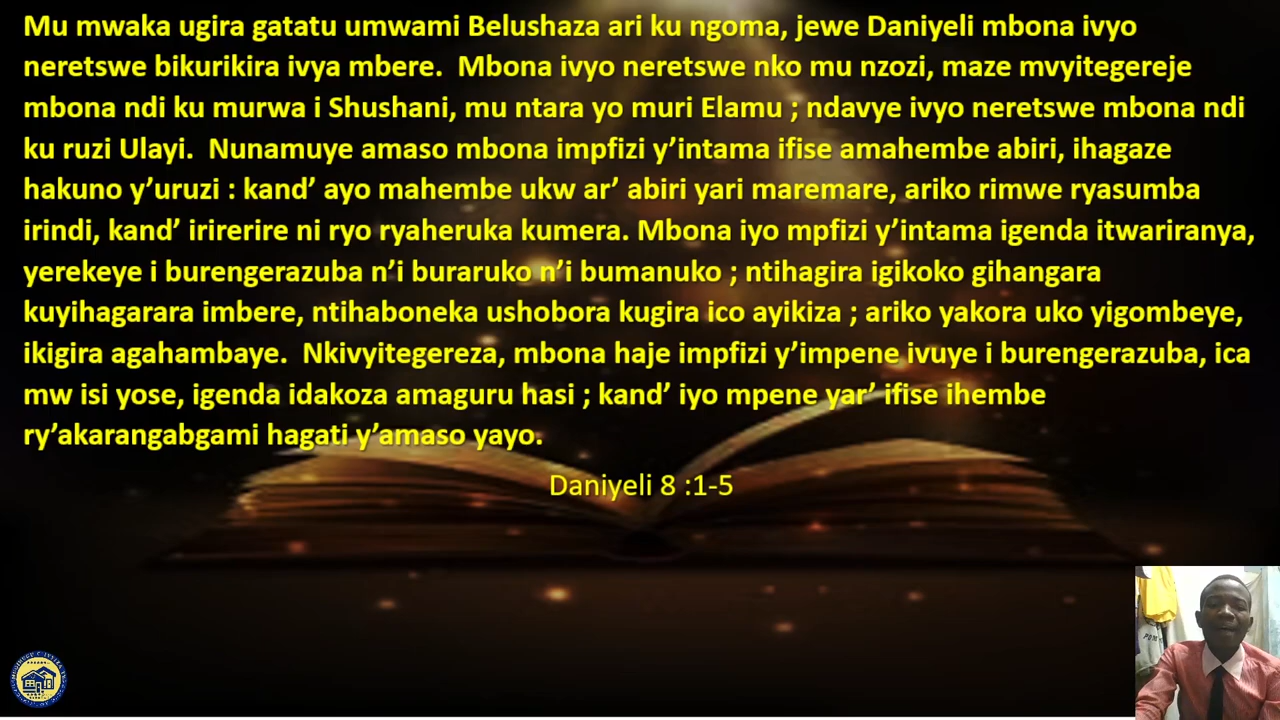 Mu mwaka ugira gatatu umwami Belushaza ari ku ngoma, jewe Daniyeli mbona ivyo
neretswe bikurikira ivya mbere. Mbona ivyo neretswe nko mu nzozi, maze mvyitegereje
mbona ndi ku murwa i Shushani, mu ntara yo muri Elamu ; ndavye ivyo neretswe mbona ndi
ku ruzi Ulayi. Nunamuye amaso mbona impfizi y’intama ifise amahembe abiri, ihagaze
hakuno y’uruzi : kand’ ayo mahembe ukw ar’ abiri yari maremare, ariko rimwe ryasumba
irindi, kand’ irirerire ni ryo ryaheruka kumera. Mbona iyo mpfizi y’intama igenda itwariranya,
yerekeye i burengerazuba n’i buraruko n’i bumanuko ; ntihagira igikoko gihangara
kuyihagarara imbere, ntihaboneka ushobora kugira ico ayikiza ; ariko yakora uko yigombeye,
ikigira agahambaye. Nkivyitegereza, mbona haje impfizi y’impene ivuye i burengerazuba, ica
mw isi yose, igenda idakoza amaguru hasi ; kand’ iyo mpene yar’ ifise ihembe
ry’akarangabgami hagati y’amaso yayo.
Daniyeli 8 :1-5